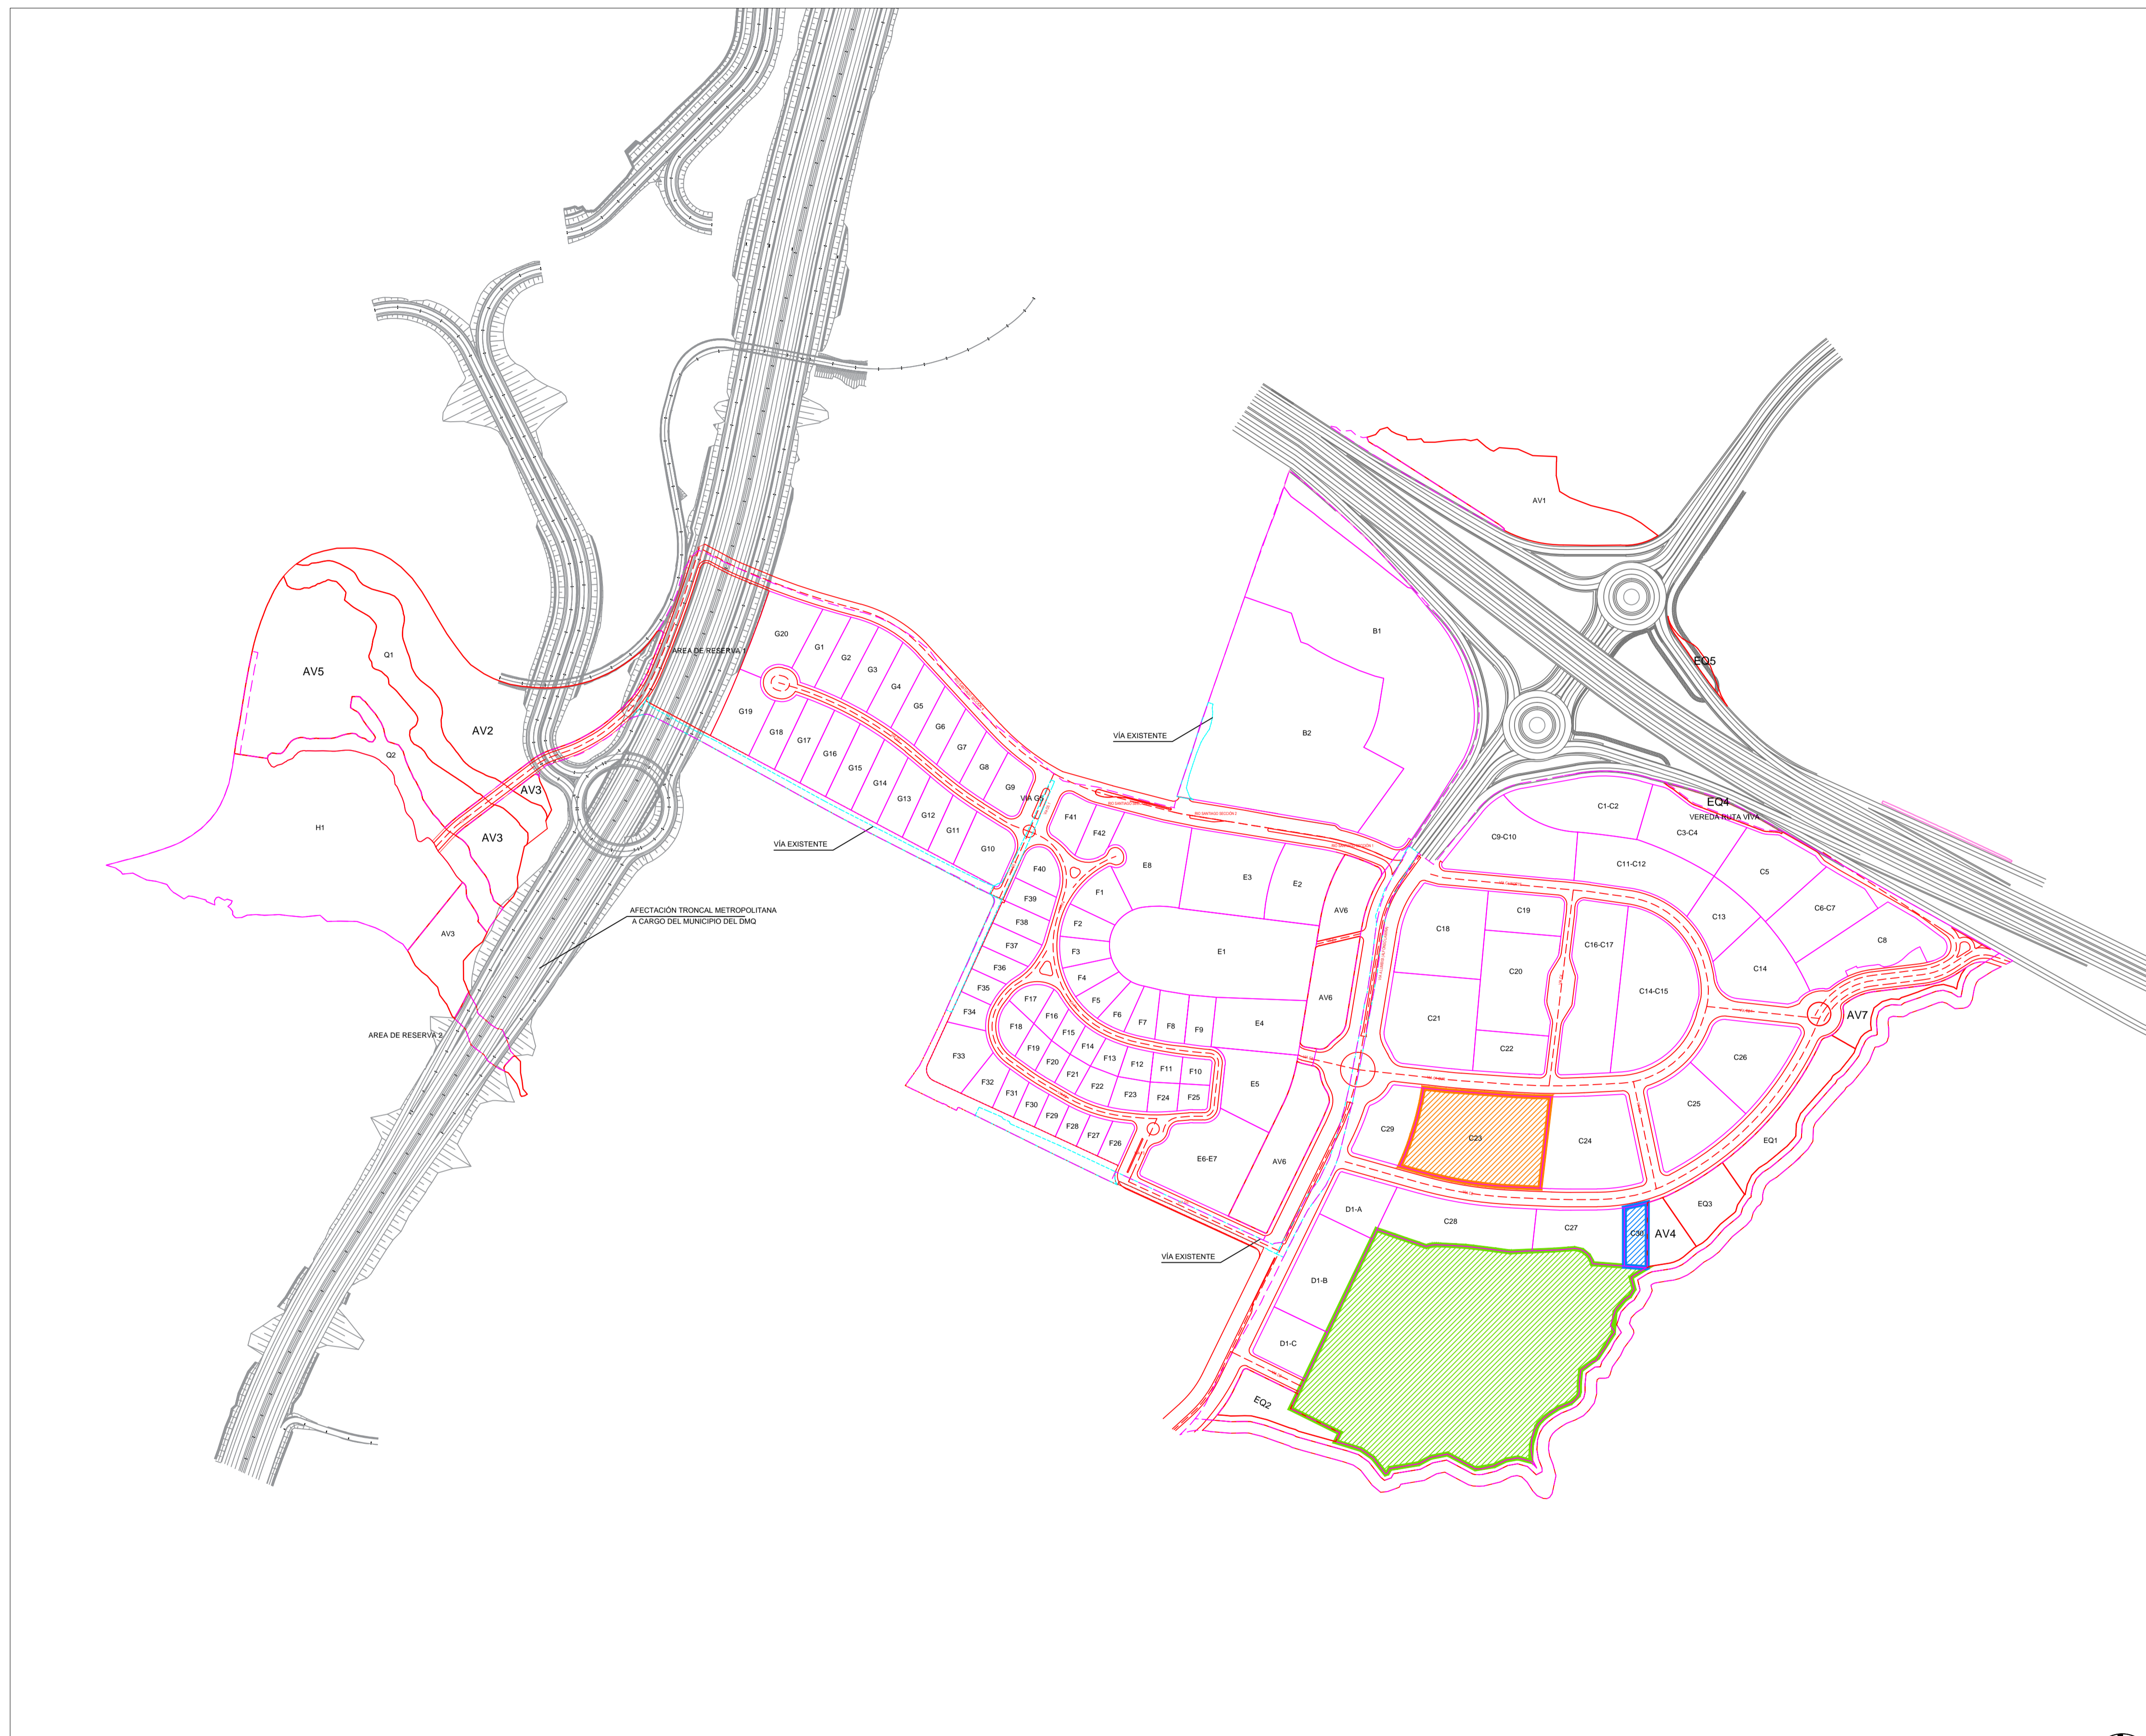 AV1
B1
EQ5
AREA DE RESERVA 1
G20
G1
G2
G3
G4
G5
G6
G7
G8
G9
G19
G18
G17
G16
G15
G14
G13
G12
G11
G10
AV5
Q1
AV2
Q2
AV3
AV3
H1
AV3
AREA DE RESERVA 2
AFECTACIÓN TRONCAL METROPOLITANA
A CARGO DEL MUNICIPIO DEL DMQ
VÍA EXISTENTE
VIA G5
VÍA EXISTENTE
B2
RIO SANTIAGO SECCIÓN 2
F41
F42
F40
F39
F38
F37
F36
F35
F34
F33
F32
F31
F30
F29
F28
F27
F26
F1
F2
F3
F4
F5
F6
F7
F8
F9
F17
F16
F15
F14
F13
F12
F11
F10
F18
F19
F20
F21
F22
F23
F24
F25
E8
E3
E2
E1
E4
E5
E6-E7
AV6
AV6
AV6
C1-C2
EQ4
VEREDA RUTA VIVA
C3-C4
C9-C10
C11-C12
C5
C6-C7
C8
C13
C14
C18
C19
C20
C16-C17
C14-C15
C21
C22
AV7
C26
C25
EQ1
C29
C23
C24
EQ3
D1-A
C28
C27
C30
AV4
VÍA EXISTENTE
D1-B
D1-C
EQ2